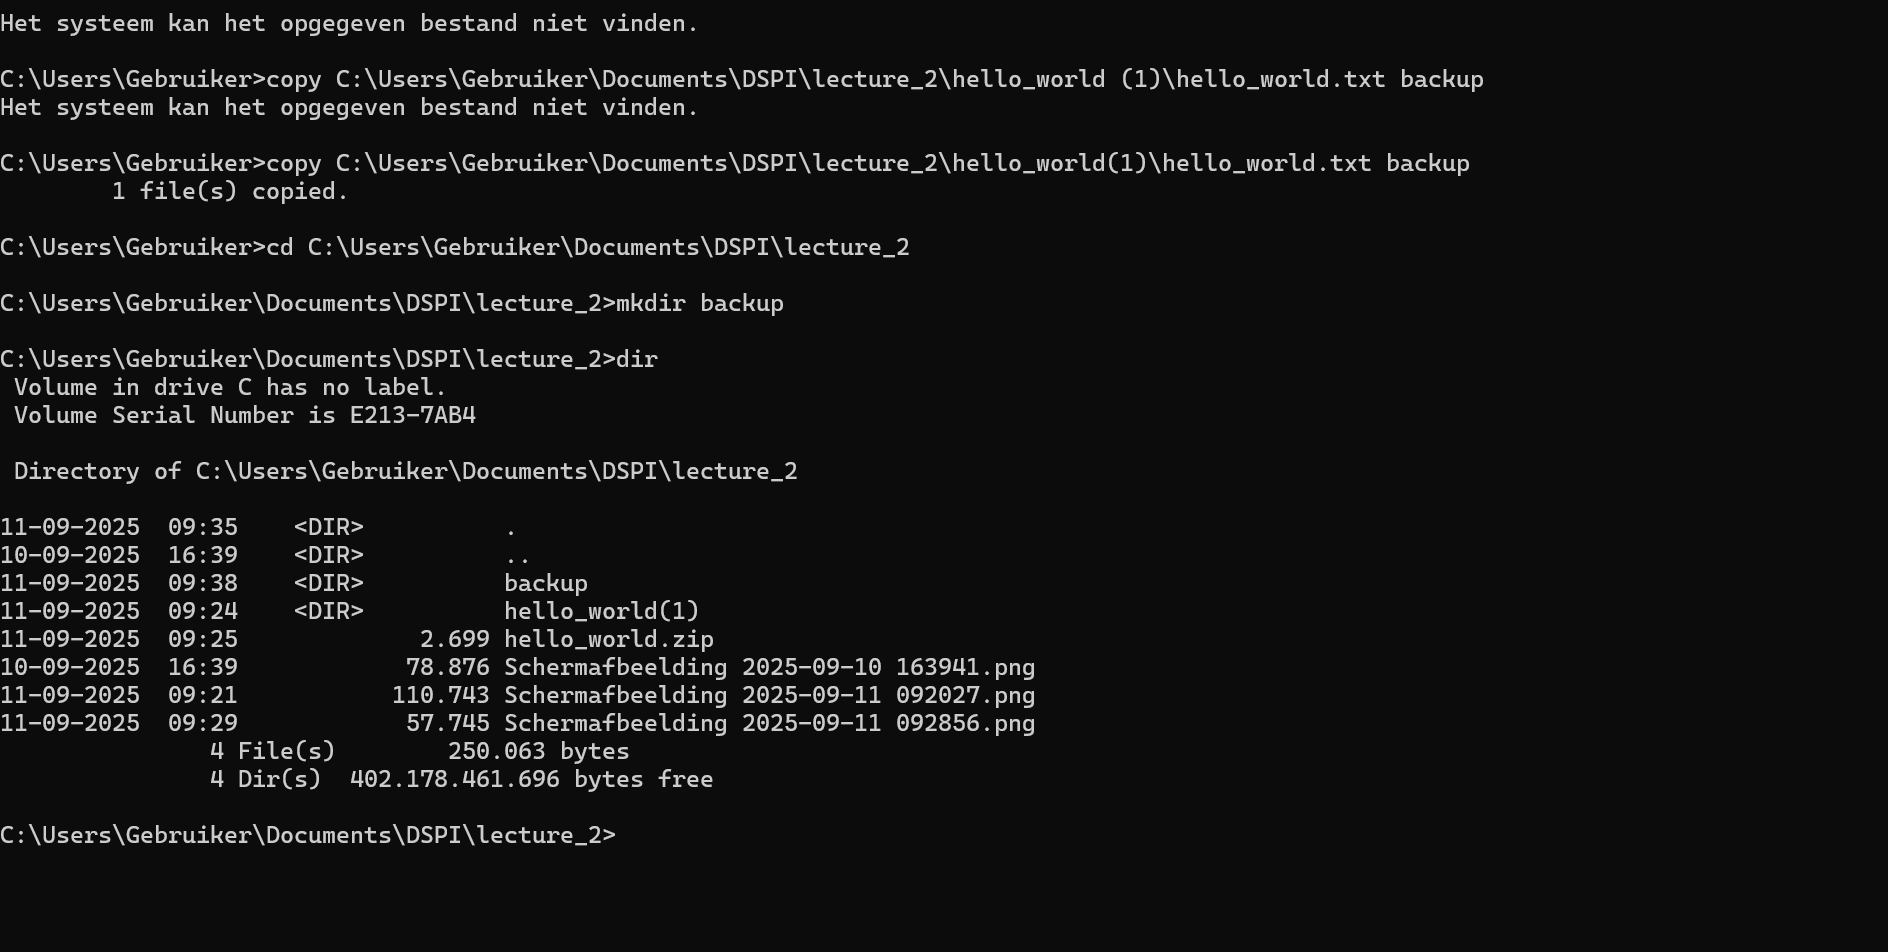 Het systeem kan het opgegeven bestand niet vinden.
C:\Users\Gebruiker>copy C:\Users\Gebruiker\Documents\DSPI\lecture_2\hello_world (1)\hello_world.txt backup
Het systeem kan het opgegeven bestand niet vinden.
C:\Users\Gebruiker>copy C:\Users\Gebruiker\Documents\DSPI\lecture_2\hello_world(1)\hello_world.txt backup
        1 file(s) copied.
C:\Users\Gebruiker>cd C:\Users\Gebruiker\Documents\DSPI\lecture_2
C:\Users\Gebruiker\Documents\DSPI\lecture_2>mkdir backup
C:\Users\Gebruiker\Documents\DSPI\lecture_2>dir
 Volume in drive C has no label.
 Volume Serial Number is E213-7AB4
 Directory of C:\Users\Gebruiker\Documents\DSPI\lecture_2
11-09-2025  09:35    <DIR>          .
10-09-2025  16:39    <DIR>          ..
11-09-2025  09:38    <DIR>          backup
11-09-2025  09:24    <DIR>          hello_world(1)
11-09-2025  09:25             2.699 hello_world.zip
10-09-2025  16:39            78.876 Schermafbeelding 2025-09-10 163941.png
11-09-2025  09:21           110.743 Schermafbeelding 2025-09-11 092027.png
11-09-2025  09:29            57.745 Schermafbeelding 2025-09-11 092856.png
               4 File(s)        250.063 bytes
               4 Dir(s)  402.178.461.696 bytes free
C:\Users\Gebruiker\Documents\DSPI\lecture_2>